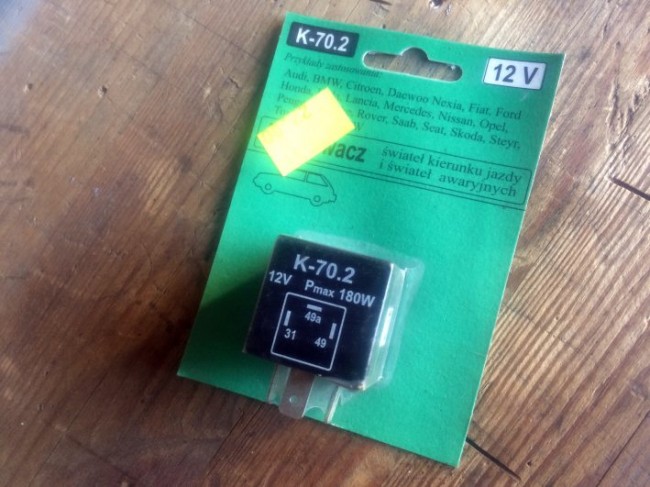 K-70.2
12 V
Przykłady zastosowania:
Audi, BMW, Citroen, Daewoo Nexia, Fiat, Ford
Honda, Lancia, Mercedes, Nissan, Opel,
Rover, Saab, Seat, Skoda, Steyr,
świateł kierunku jazdy
i świateł awaryjnych
K-70.2
12V Pmax 180W
49a
31 49